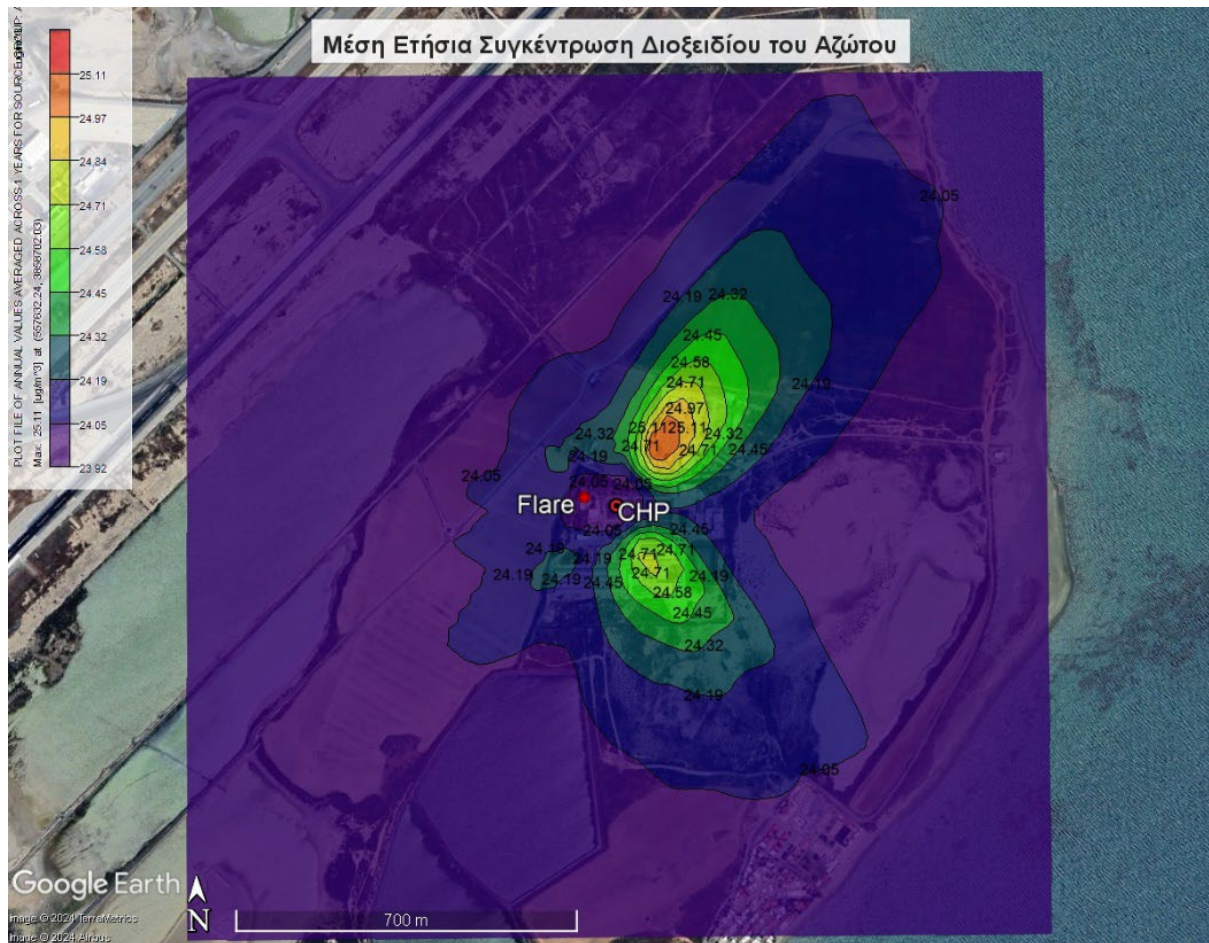 Μέση Ετήσια Συγκέντρωση Διοξειδίου του Αζώτου
PLOT FILE OF ANNUAL VALUES AVERAGED ACROSS 1 YEARS FOR SOURCE
Max: 25.11 [ug/m^3] at (557632.24, 3858702.03)
25.11
24.97
24.84
24.71
24.58
24.45
24.32
24.19
24.05
23.92
24.05
24.19 24.32
24.45
24.58
24.71
24.19
24.97
25.11 25.11
24.32 24.32
24.71 24.71 24.45
24.19
24.05
24.05 24.05
Flare
CHP
24.05 24.45
24.19 24.71 24.71
24.19
24.19 24.19 24.45 24.71 24.19
24.58
24.45
24.32
24.19
24.05
Google Earth
N
700 m
Image © 2024 TerraMetrics
Image © 2024 Airbus